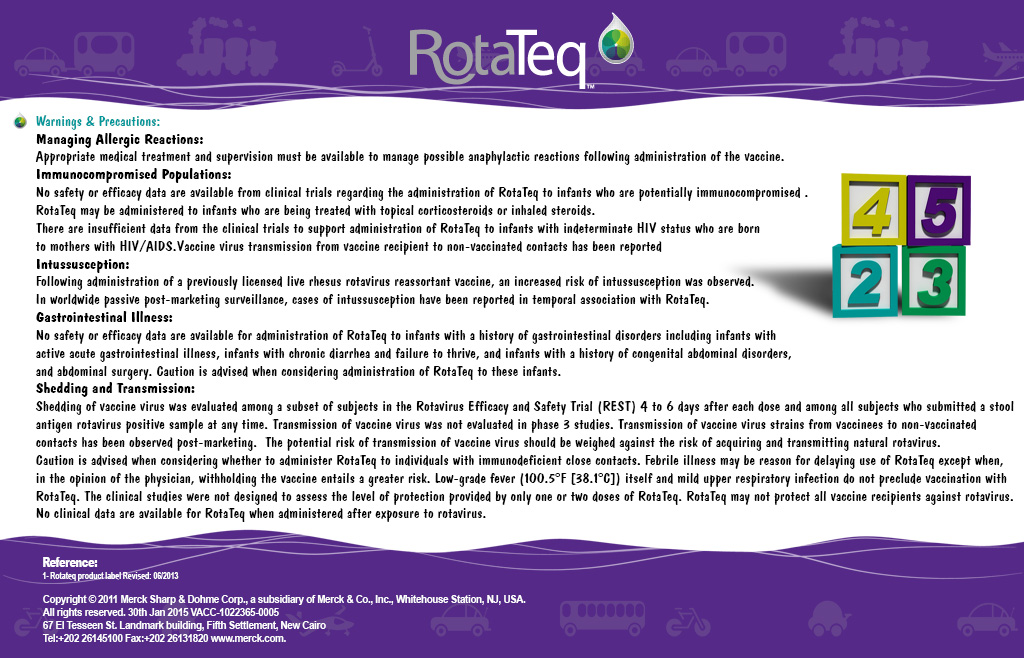 RotaTeq™
Warnings & Precautions:
Managing Allergic Reactions:
Appropriate medical treatment and supervision must be available to manage possible anaphylactic reactions following administration of the vaccine.
Immunocompromised Populations:
No safety or efficacy data are available from clinical trials regarding the administration of RotaTeq to infants who are potentially immunocompromised .
RotaTeq may be administered to infants who are being treated with topical corticosteroids or inhaled steroids.
There are insufficient data from the clinical trials to support administration of RotaTeq to infants with indeterminate HIV status who are born
to mothers with HIV/AIDS.Vaccine virus transmission from vaccine recipient to non-vaccinated contacts has been reported
Intussusception:
Following administration of a previously licensed live rhesus rotavirus reassortant vaccine, an increased risk of intussusception was observed.
In worldwide passive post-marketing surveillance, cases of intussusception have been reported in temporal association with RotaTeq.
Gastrointestinal Illness:
No safety or efficacy data are available for administration of RotaTeq to infants with a history of gastrointestinal disorders including infants with
active acute gastrointestinal illness, infants with chronic diarrhea and failure to thrive, and infants with a history of congenital abdominal disorders,
and abdominal surgery. Caution is advised when considering administration of RotaTeq to these infants.
Shedding and Transmission:
Shedding of vaccine virus was evaluated among a subset of subjects in the Rotavirus Efficacy and Safety Trial (REST) 4 to 6 days after each dose and among all subjects who submitted a stool
antigen rotavirus positive sample at any time. Transmission of vaccine virus was not evaluated in phase 3 studies. Transmission of vaccine virus strains from vaccinees to non-vaccinated
contacts has been observed post-marketing. The potential risk of transmission of vaccine virus should be weighed against the risk of acquiring and transmitting natural rotavirus.
Caution is advised when considering whether to administer RotaTeq to individuals with immunodeficient close contacts. Febrile illness may be reason for delaying use of RotaTeq except when,
in the opinion of the physician, withholding the vaccine entails a greater risk. Low-grade fever (100.5°F [38.1°C]) itself and mild upper respiratory infection do not preclude vaccination with
RotaTeq. The clinical studies were not designed to assess the level of protection provided by only one or two doses of RotaTeq. RotaTeq may not protect all vaccine recipients against rotavirus.
No clinical data are available for RotaTeq when administered after exposure to rotavirus.
4 5
2 3
Reference:
1- Rotateq product label Revised: 06/2013
Copyright © 2011 Merck Sharp & Dohme Corp., a subsidiary of Merck & Co., Inc., Whitehouse Station, NJ, USA.
All rights reserved. 30th Jan 2015 VACC-1022365-0005
67 El Tesseen St. Landmark building, Fifth Settlement, New Cairo
Tel:+202 26145100 Fax:+202 26131820 www.merck.com.